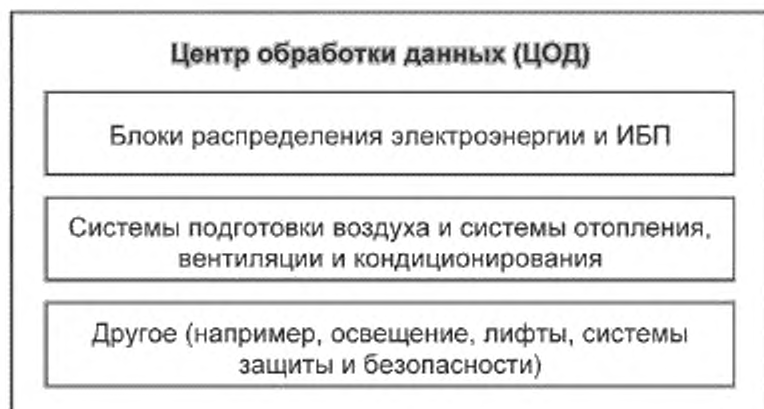 Центр обработки данных (ЦОД)
Блоки распределения электроэнергии и ИБП
Системы подготовки воздуха и системы отопления,
вентиляции и кондиционирования
Другое (например, освещение, лифты, системы
защиты и безопасности)